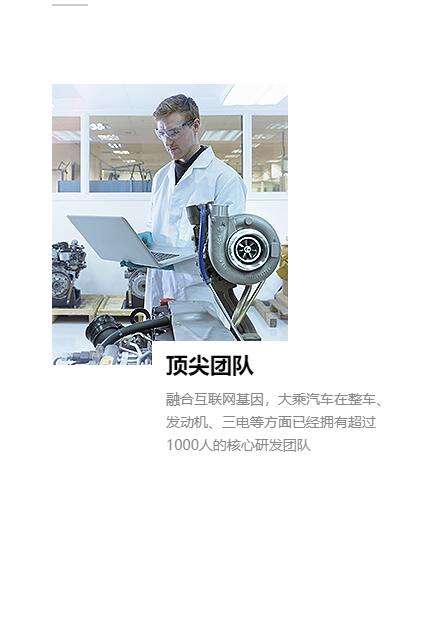 顶尖团队
融合互联网基因，大乘汽车在整车、
发动机、三电等方面已经拥有超过
1000人的核心研发团队